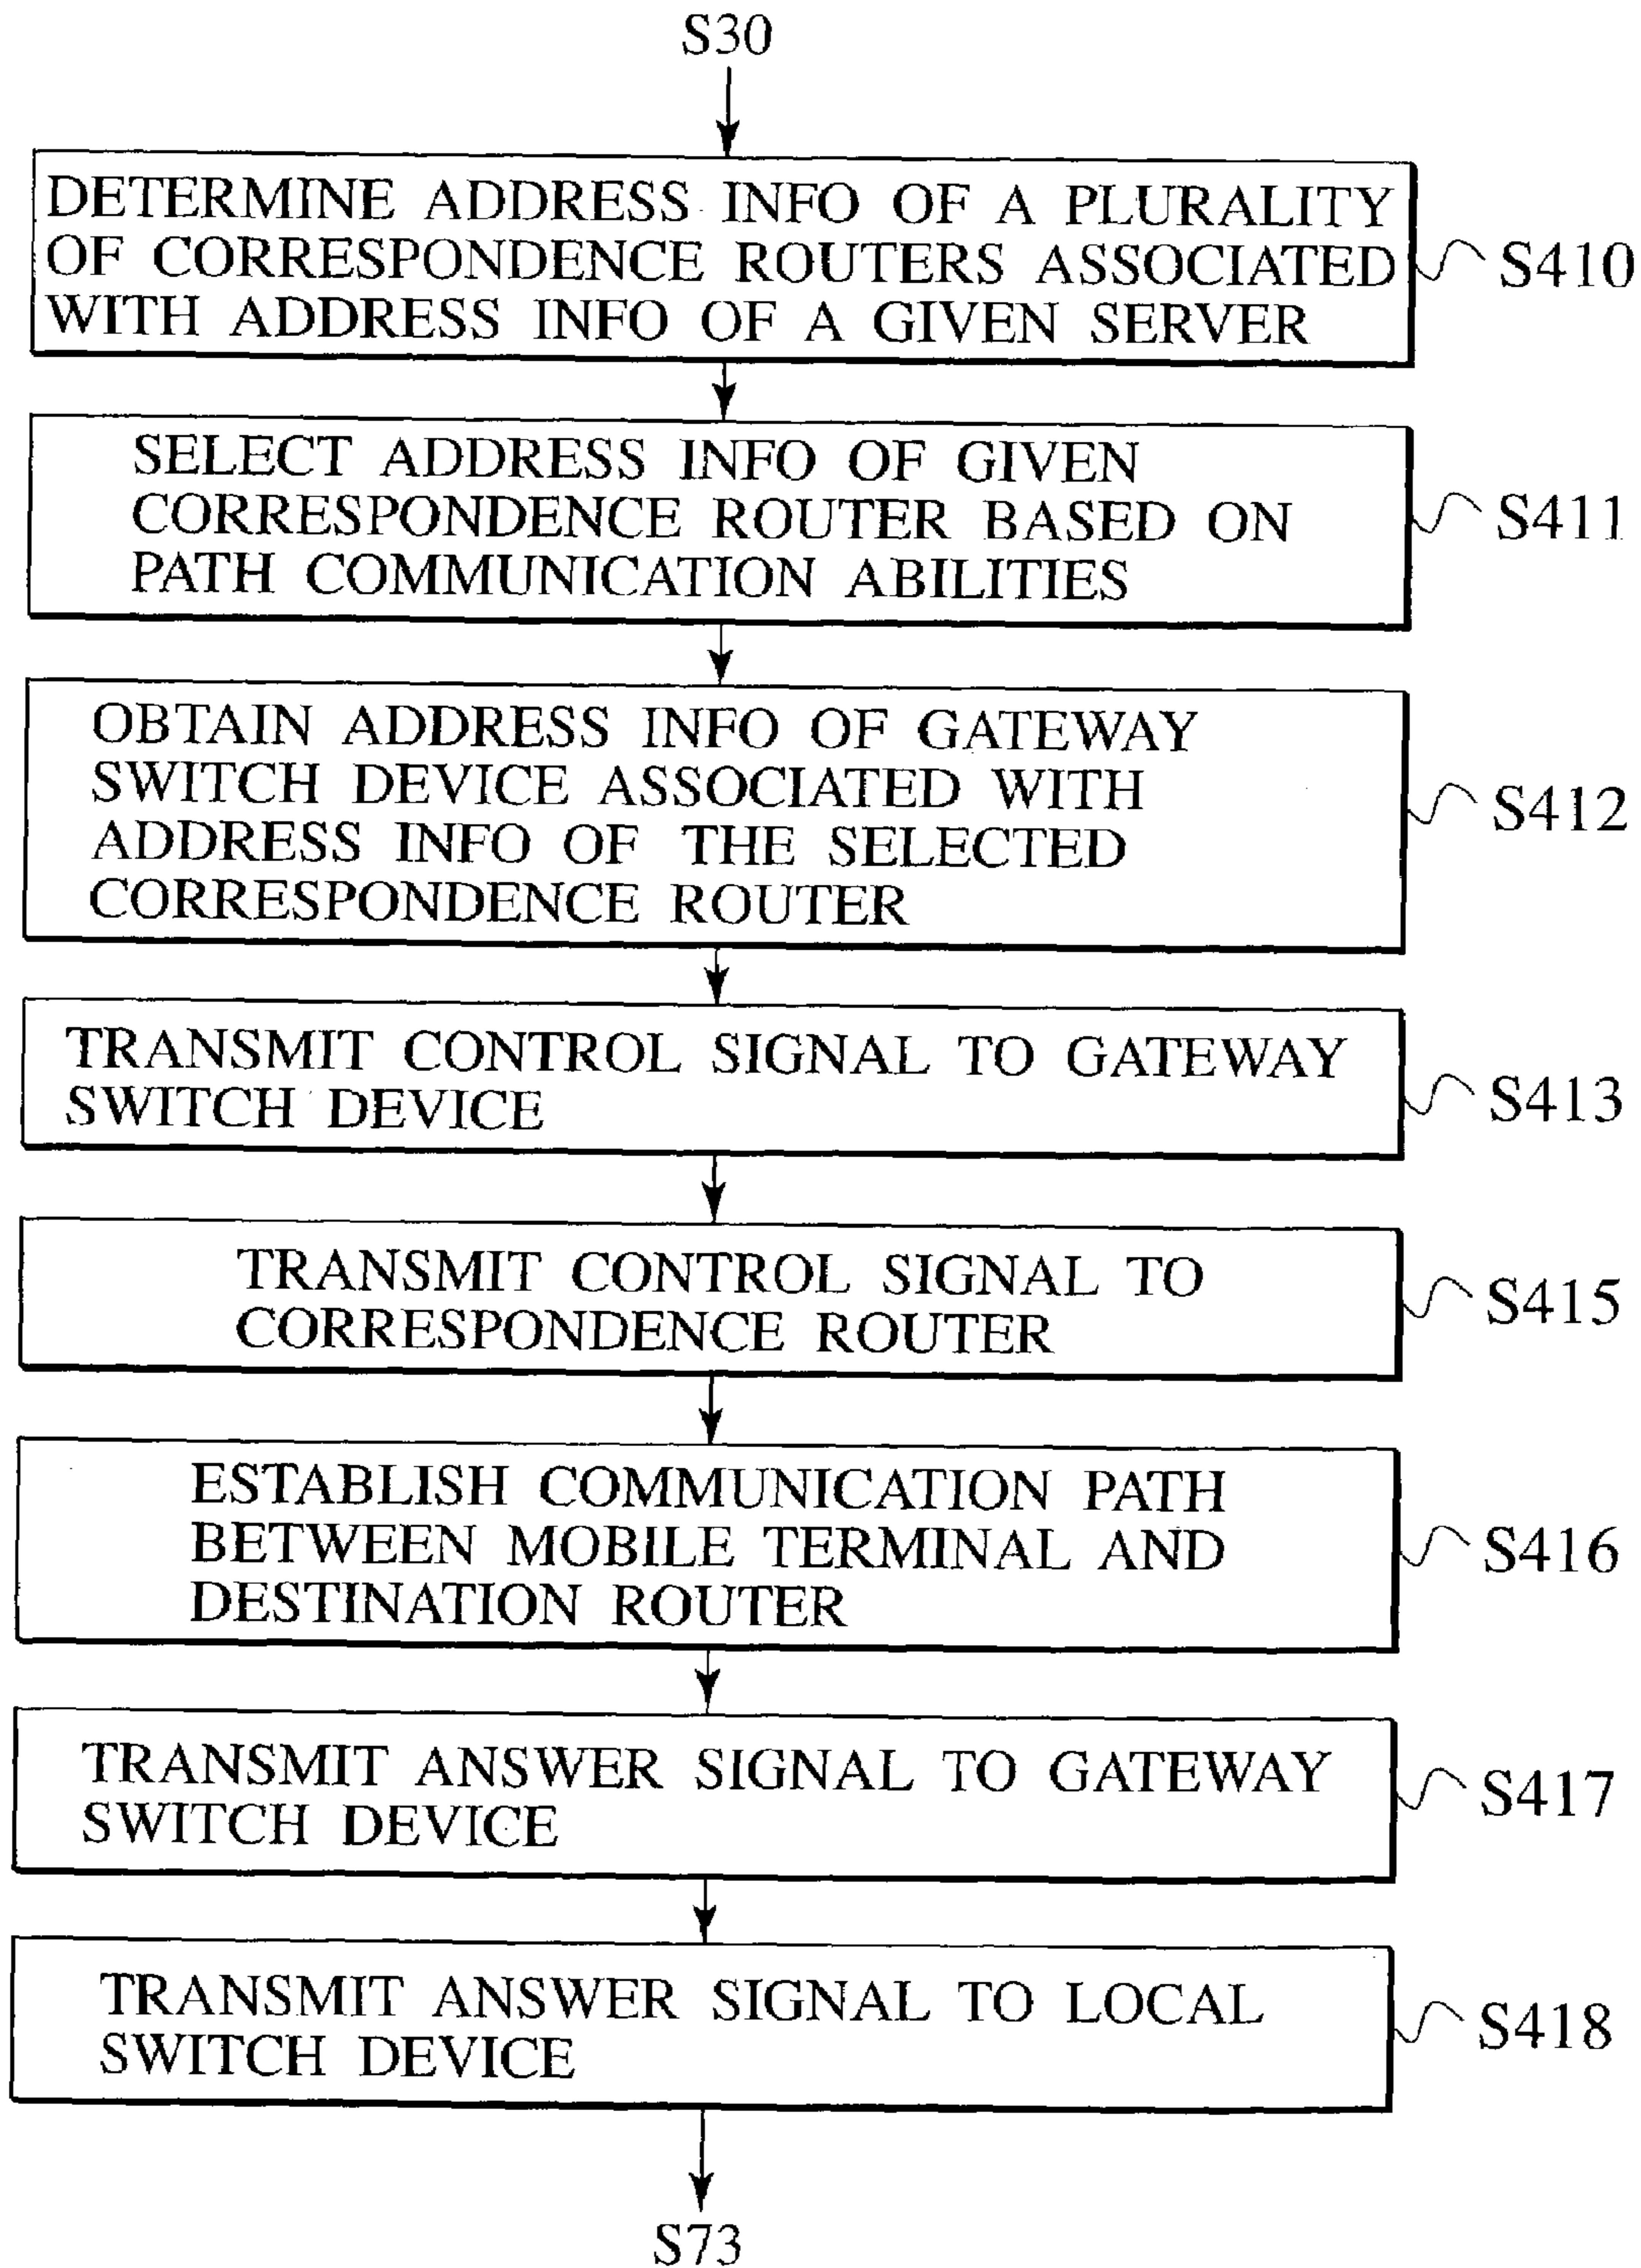 S30
DETERMINE ADDRESS INFO OF A PLURALITY
OF CORRESPONDENCE ROUTERS ASSOCIATED
WITH ADDRESS INFO OF A GIVEN SERVER
S410
SELECT ADDRESS INFO OF GIVEN
CORRESPONDENCE ROUTER BASED ON
PATH COMMUNICATION ABILITIES
S411
OBTAIN ADDRESS INFO OF GATEWAY
SWITCH DEVICE ASSOCIATED WITH
ADDRESS INFO OF THE SELECTED
CORRESPONDENCE ROUTER
S412
TRANSMIT CONTROL SIGNAL TO GATEWAY
SWITCH DEVICE
S413
TRANSMIT CONTROL SIGNAL TO
CORRESPONDENCE ROUTER
S415
ESTABLISH COMMUNICATION PATH
BETWEEN MOBILE TERMINAL AND
DESTINATION ROUTER
S416
TRANSMIT ANSWER SIGNAL TO GATEWAY
SWITCH DEVICE
S417
TRANSMIT ANSWER SIGNAL TO LOCAL
SWITCH DEVICE
S418
S73